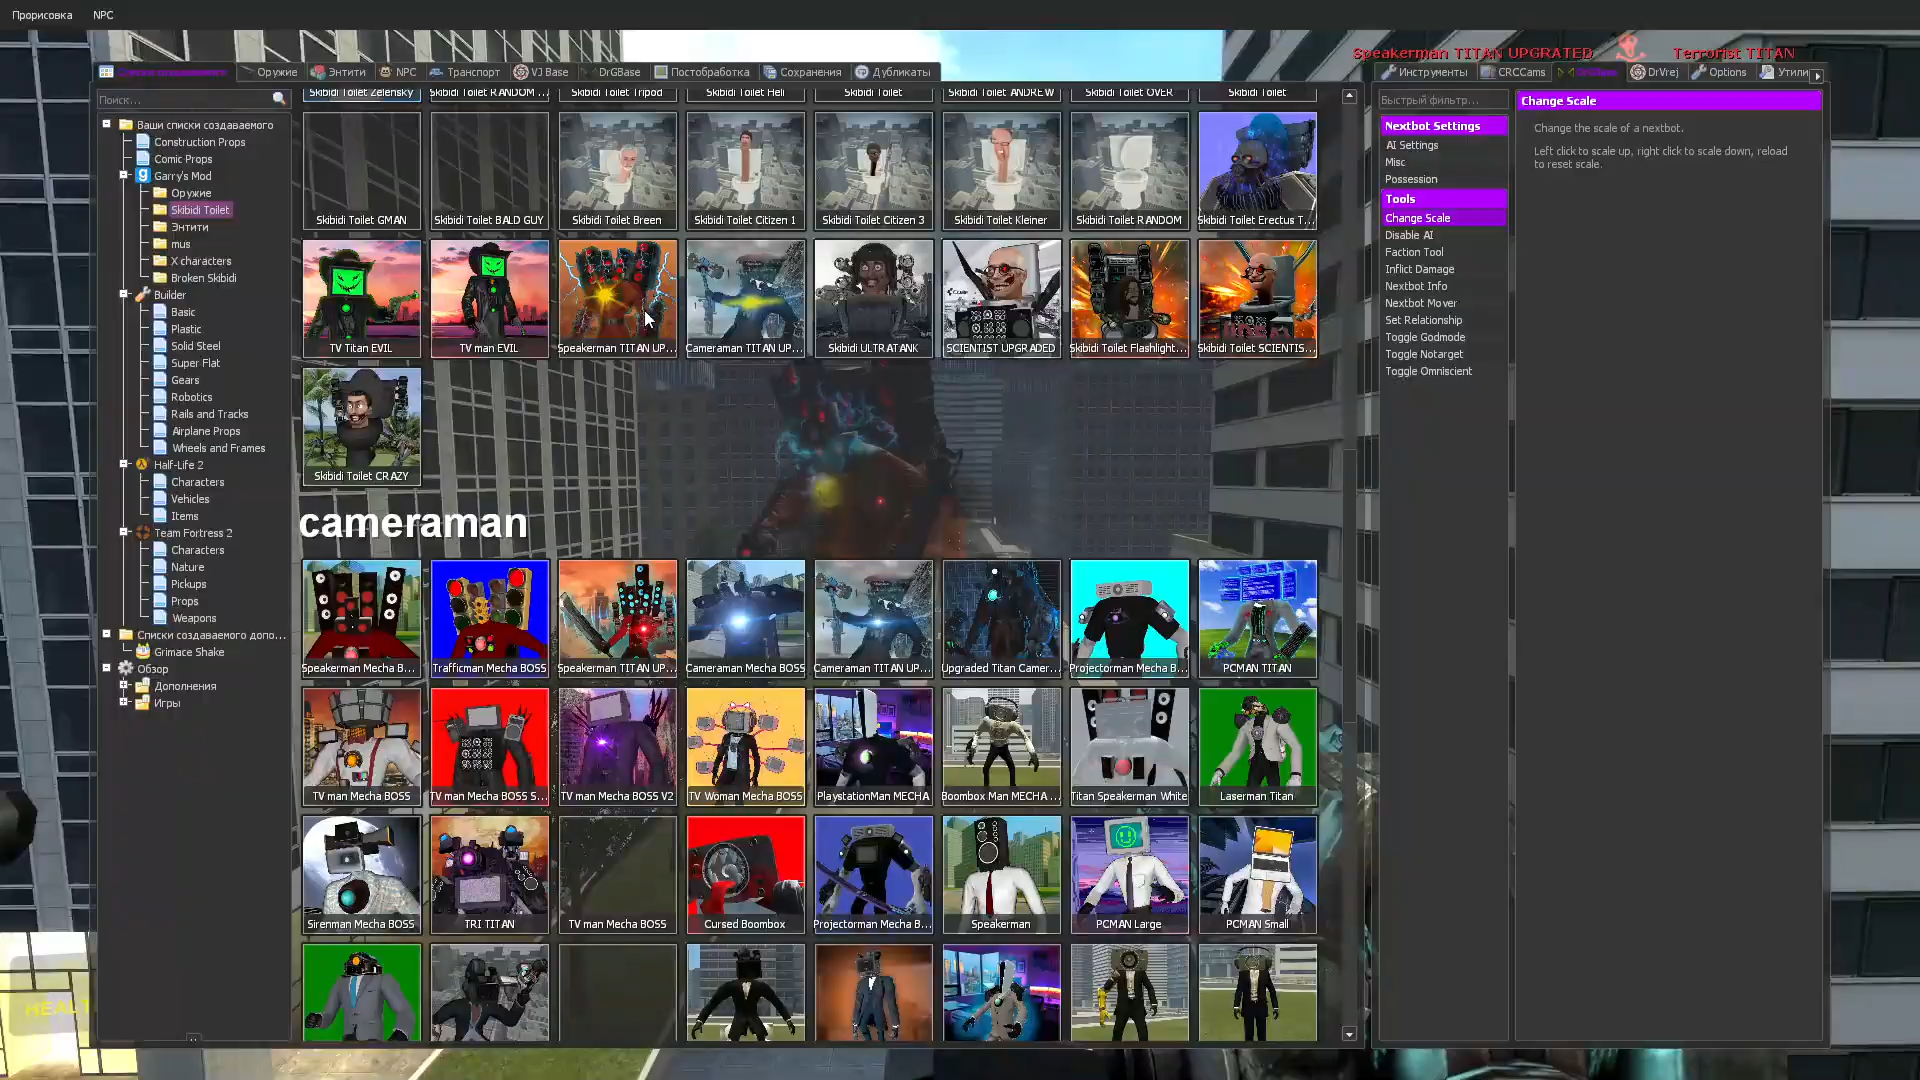 Прорисовка
NPC
Speakerman TITAN UPGRATED
Terrorist TITAN
Оружие
Энтити
NPC
Транспорт
VJ Base
DrGBase
Постобработка
Сохранения
Дубликаты
Инструменты
CRCCams
DrVrej
Options
Утили
Поиск...
Ваши списки создаваемого
Construction Props
Comic Props
Garry's Mod
Оружие
Skibidi Toilet
Энтити
mus
X characters
Broken Skibidi
Builder
Basic
Plastic
Solid Steel
Super Flat
Gears
Robotics
Rails and Tracks
Airplane Props
Wheels and Frames
Half-Life 2
Characters
Vehicles
Items
Team Fortress 2
Characters
Nature
Pickups
Props
Weapons
Списки создаваемого допо...
Grimace Shake
Обзор
Дополнения
Игры
Skibidi Toilet Zelensky
Skibidi Toilet RANDOM ...
Skibidi Toilet Tripod
Skibidi Toilet Heli
Skibidi Toilet
Skibidi Toilet ANDREW
Skibidi Toilet OVER
Skibidi Toilet
Skibidi Toilet GMAN
Skibidi Toilet BALD GUY
Skibidi Toilet Breen
Skibidi Toilet Citizen 1
Skibidi Toilet Citizen 3
Skibidi Toilet Kleiner
Skibidi Toilet RANDOM
Skibidi Toilet Erectus T...
TV Titan EVIL
TV man EVIL
Speakerman TITAN UP...
Cameraman TITAN UP...
Skibidi ULTRATANK
SCIENTIST UPGRADED
Skibidi Toilet Flashlight...
Skibidi Toilet SCIENTIS...
Skibidi Toilet CRAZY
cameraman
Speakerman Mecha B...
Trafficman Mecha BOSS
Speakerman TITAN UP...
Cameraman Mecha BOSS
Cameraman TITAN UP...
Upgraded Titan Camer...
Projectorman Mecha B...
PCMAN TITAN
TV man Mecha BOSS
TV man Mecha BOSS S...
TV man Mecha BOSS V2
TV Woman Mecha BOSS
PlaystationMan MECHA
Boombox Man MECHA ...
Titan Speakerman White
Laserman Titan
Sirenman Mecha BOSS
TRI TITAN
TV man Mecha BOSS
Cursed Boombox
Projectorman Mecha B...
Speakerman
PCMAN Large
PCMAN Small
Быстрый фильтр...
Nextbot Settings
AI Settings
Misc
Possession
Tools
Change Scale
Disable AI
Faction Tool
Inflict Damage
Nextbot Info
Nextbot Mover
Set Relationship
Toggle Godmode
Toggle Notarget
Toggle Omniscient
Change Scale
Change the scale of a nextbot.
Left click to scale up, right click to scale down, reload
to reset scale.
HEALT